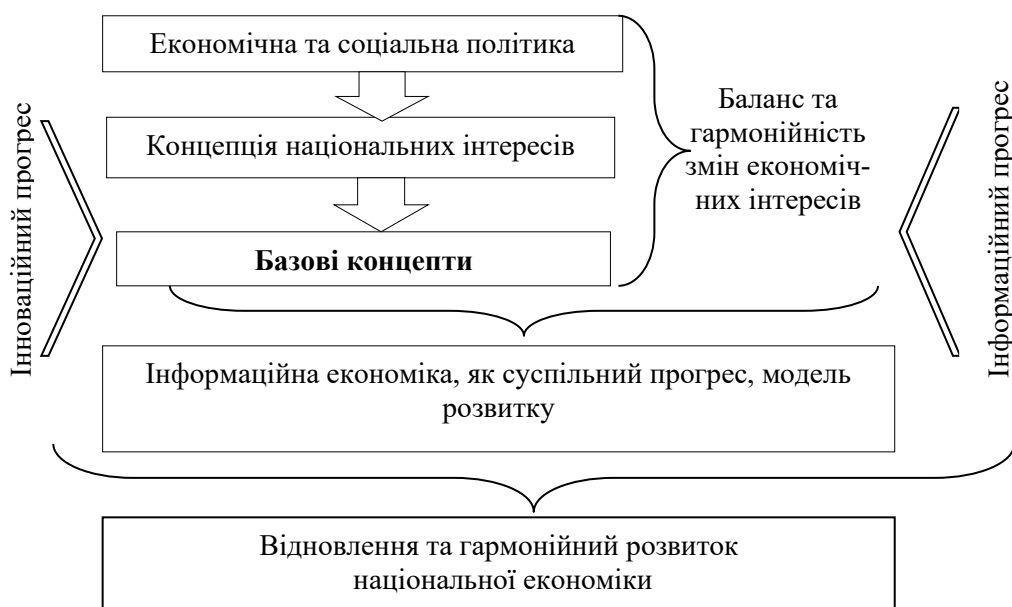 Економічна та соціальна політика
Концепція національних інтересів
Базові концепти
Баланс та
гармонійність
змін економіч-
них інтересів
Інноваційний прогрес
Інформаційний прогрес
Інформаційна економіка, як суспільний прогрес, модель
розвитку
Відновлення та гармонійний розвиток
національної економіки